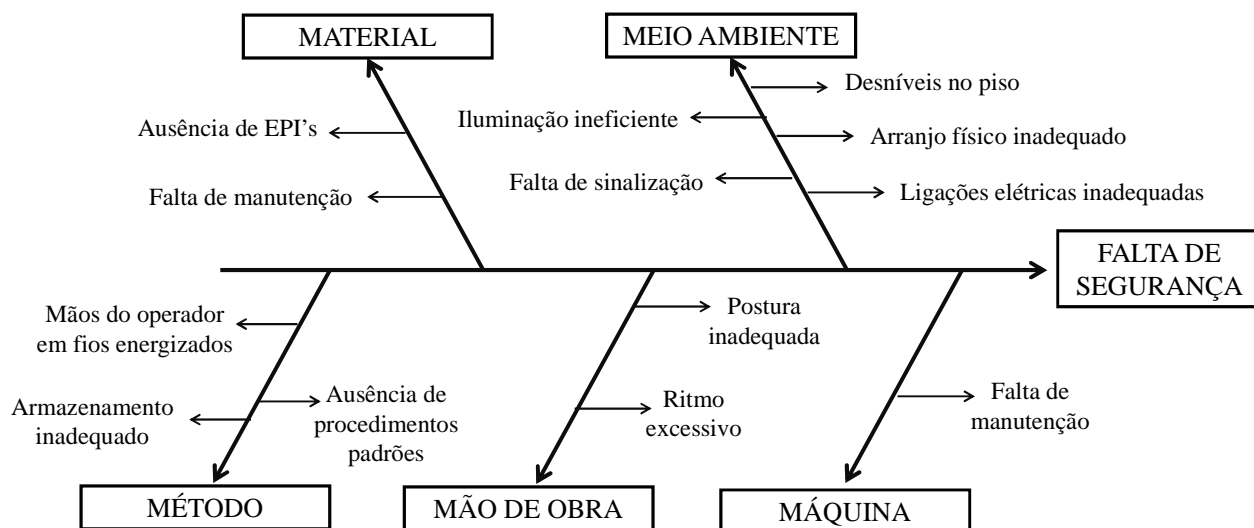 MATERIAL
MEIO AMBIENTE
Desníveis no piso
Iluminação ineficiente
Ausência de EPI’s
Arranjo físico inadequado
Falta de sinalização
Falta de manutenção
Ligações elétricas inadequadas
FALTA DE
SEGURANÇA
Mãos do operador
em fios energizados
Postura
inadequada
Armazenamento
inadequado
Ausência de
procedimentos
padrões
Ritmo
excessivo
Falta de
manutenção
MÉTODO
MÃO DE OBRA
MÁQUINA